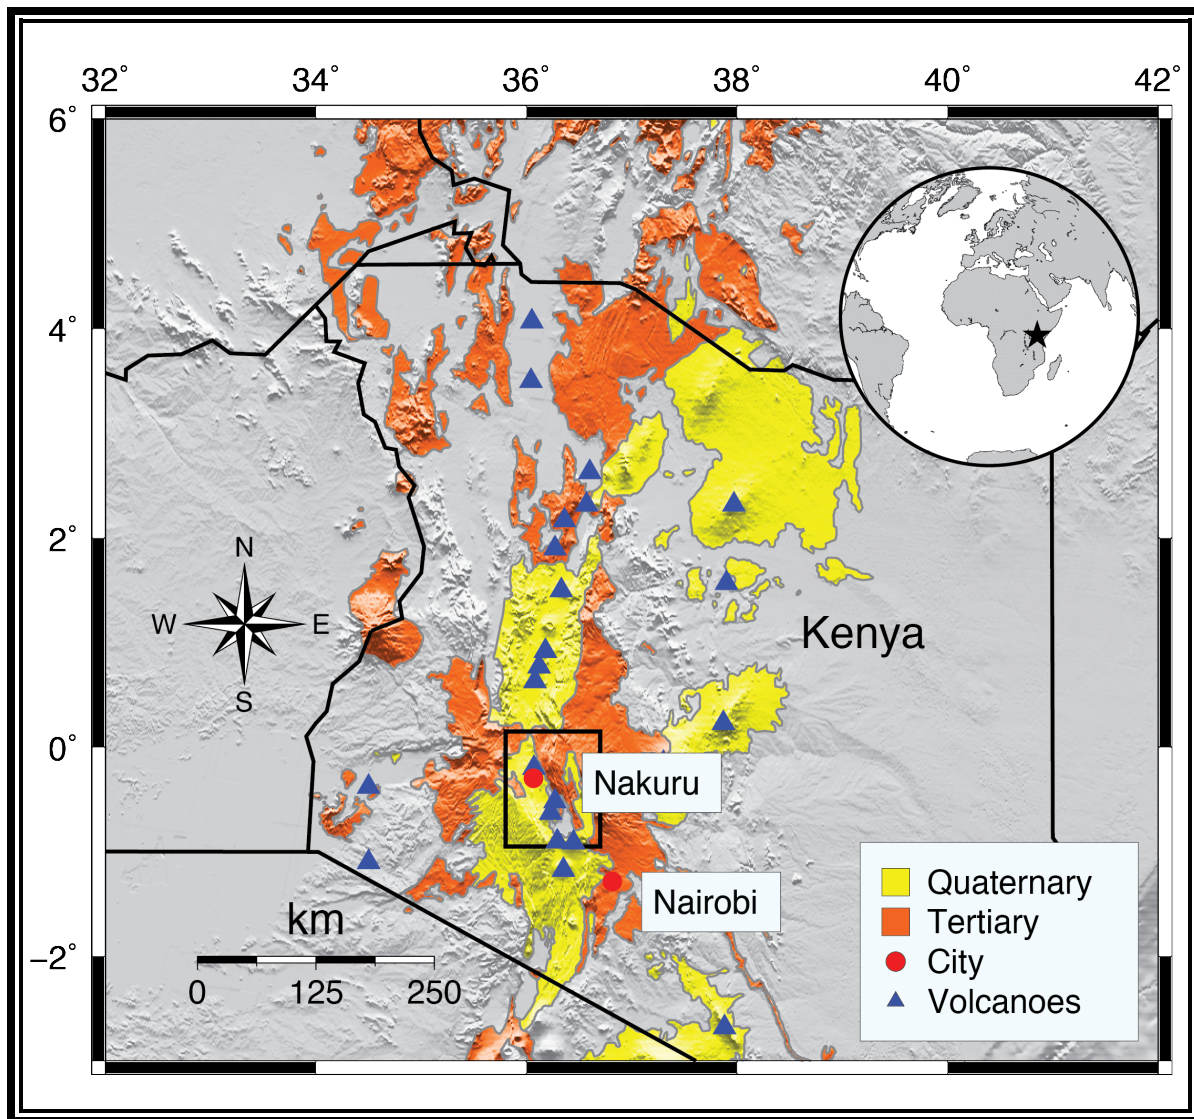 32° 34° 36° 38° 40° 42°
6°
4°
2°
0°
−2°
N
W E
S
Kenya
Nakuru
Nairobi
km
0 125 250
Quaternary
Tertiary
City
Volcanoes